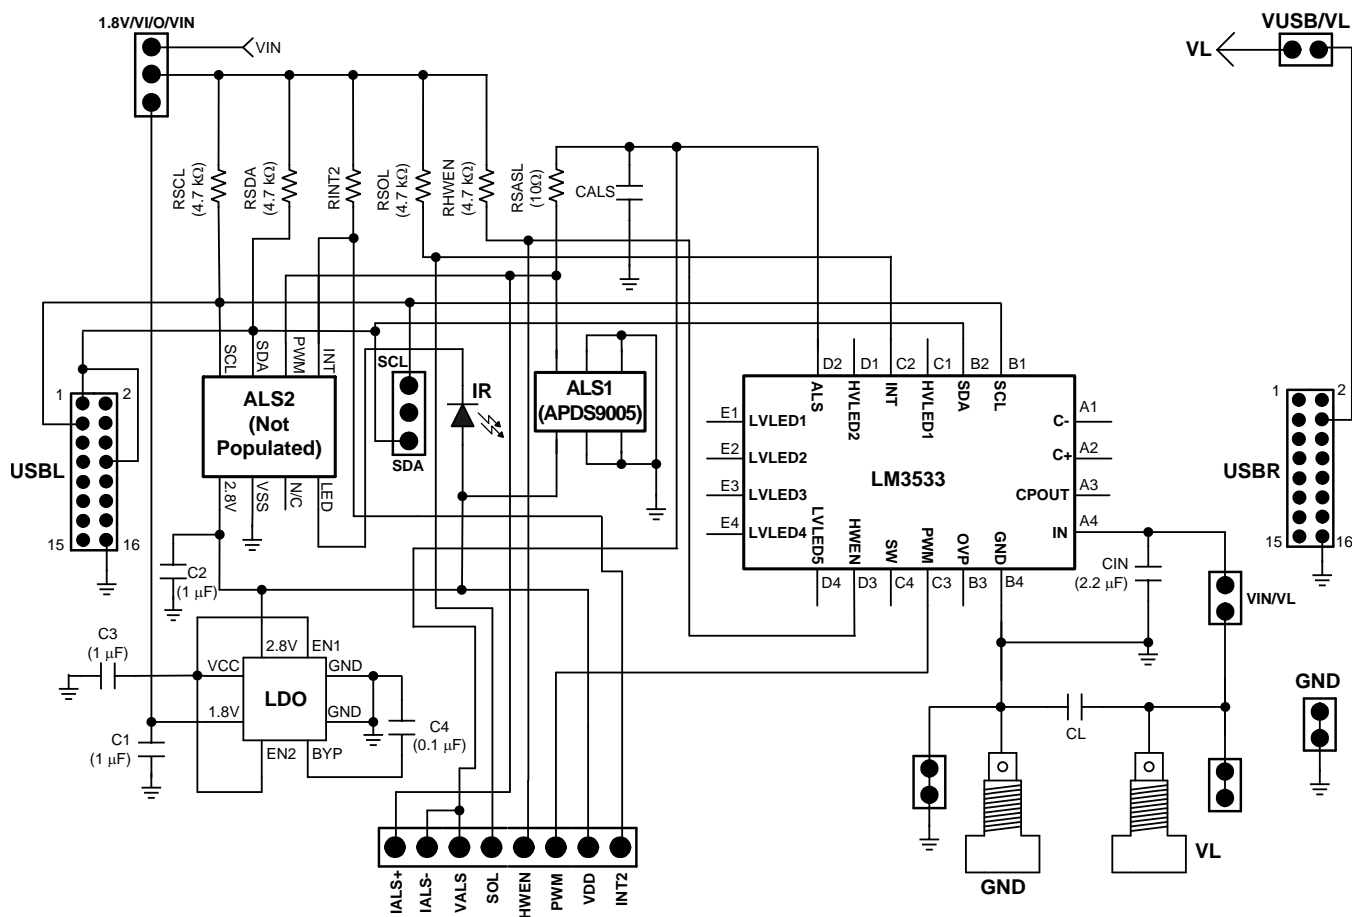 1.8V/VI/O/VIN
VIN
VUSB/VL
VL
RSCL
(4.7 kΩ)
RSDA
(4.7 kΩ)
RINT2
RSOL
(4.7 kΩ)
RHWEN
(4.7 kΩ)
RSASL
(10Ω)
CALS
SCL
SDA
PWM
INT
ALS2
(Not
Populated)
2.8V
VSS
N/C
LED
SCL
SDA
IR
ALS1
(APDS9005)
D2
D1
C2
C1
B2
B1
ALS
HVLED2
INT
HVLED1
SDA
SCL
E1
LVLED1
E2
LVLED2
E3
LVLED3
E4
LVLED4
LM3533
C-
A1
C+
A2
CPOUT
A3
IN
A4
LVLED5
HWEN
SW
PWM
OVP
GND
D4
D3
C4
C3
B3
B4
1
2
USBL
15
16
1
2
USBR
15
16
C2
(1 µF)
CIN
(2.2 µF)
VIN/VL
C3
(1 µF)
2.8V
EN1
VCC
GND
LDO
1.8V
GND
EN2
BYP
C1
(1 µF)
C4
(0.1 µF)
CL
GND
GND
VL
IALS+
IALS-
VALS
SOL
HWEN
PWM
VDD
INT2